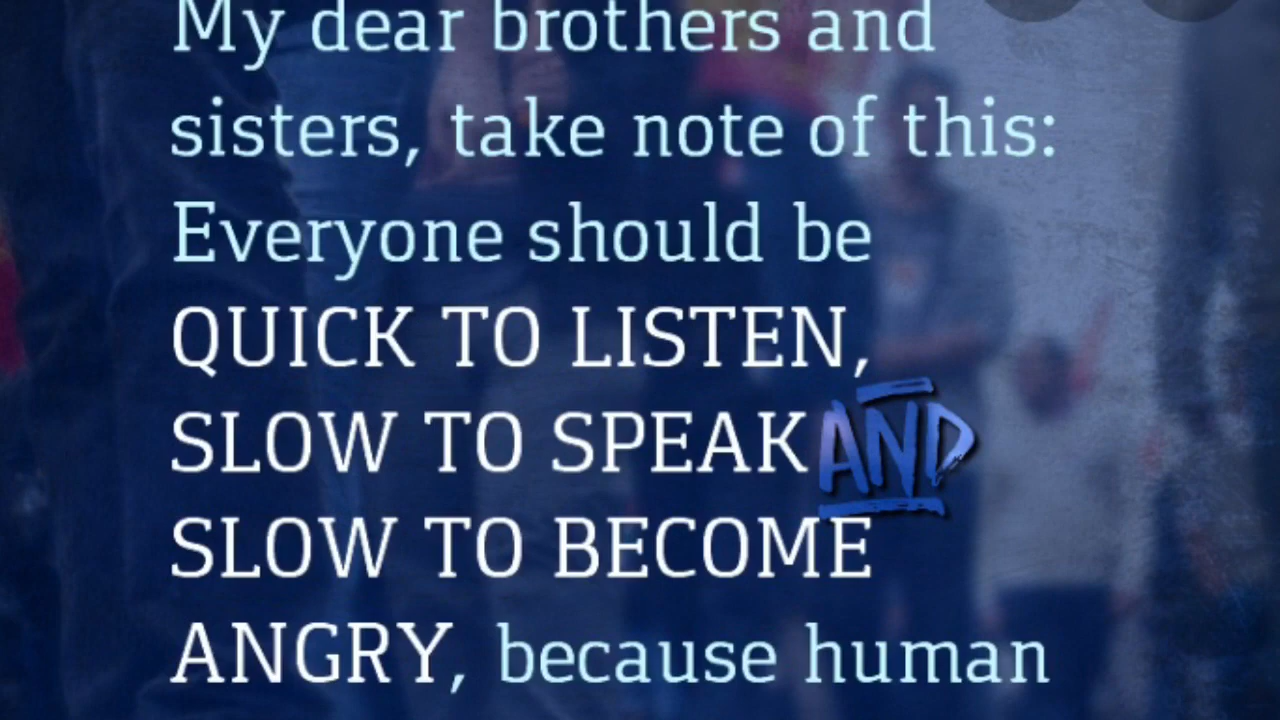 My dear brothers and
sisters, take note of this:
Everyone should be
QUICK TO LISTEN,
SLOW TO SPEAK AND
SLOW TO BECOME
ANGRY, because human